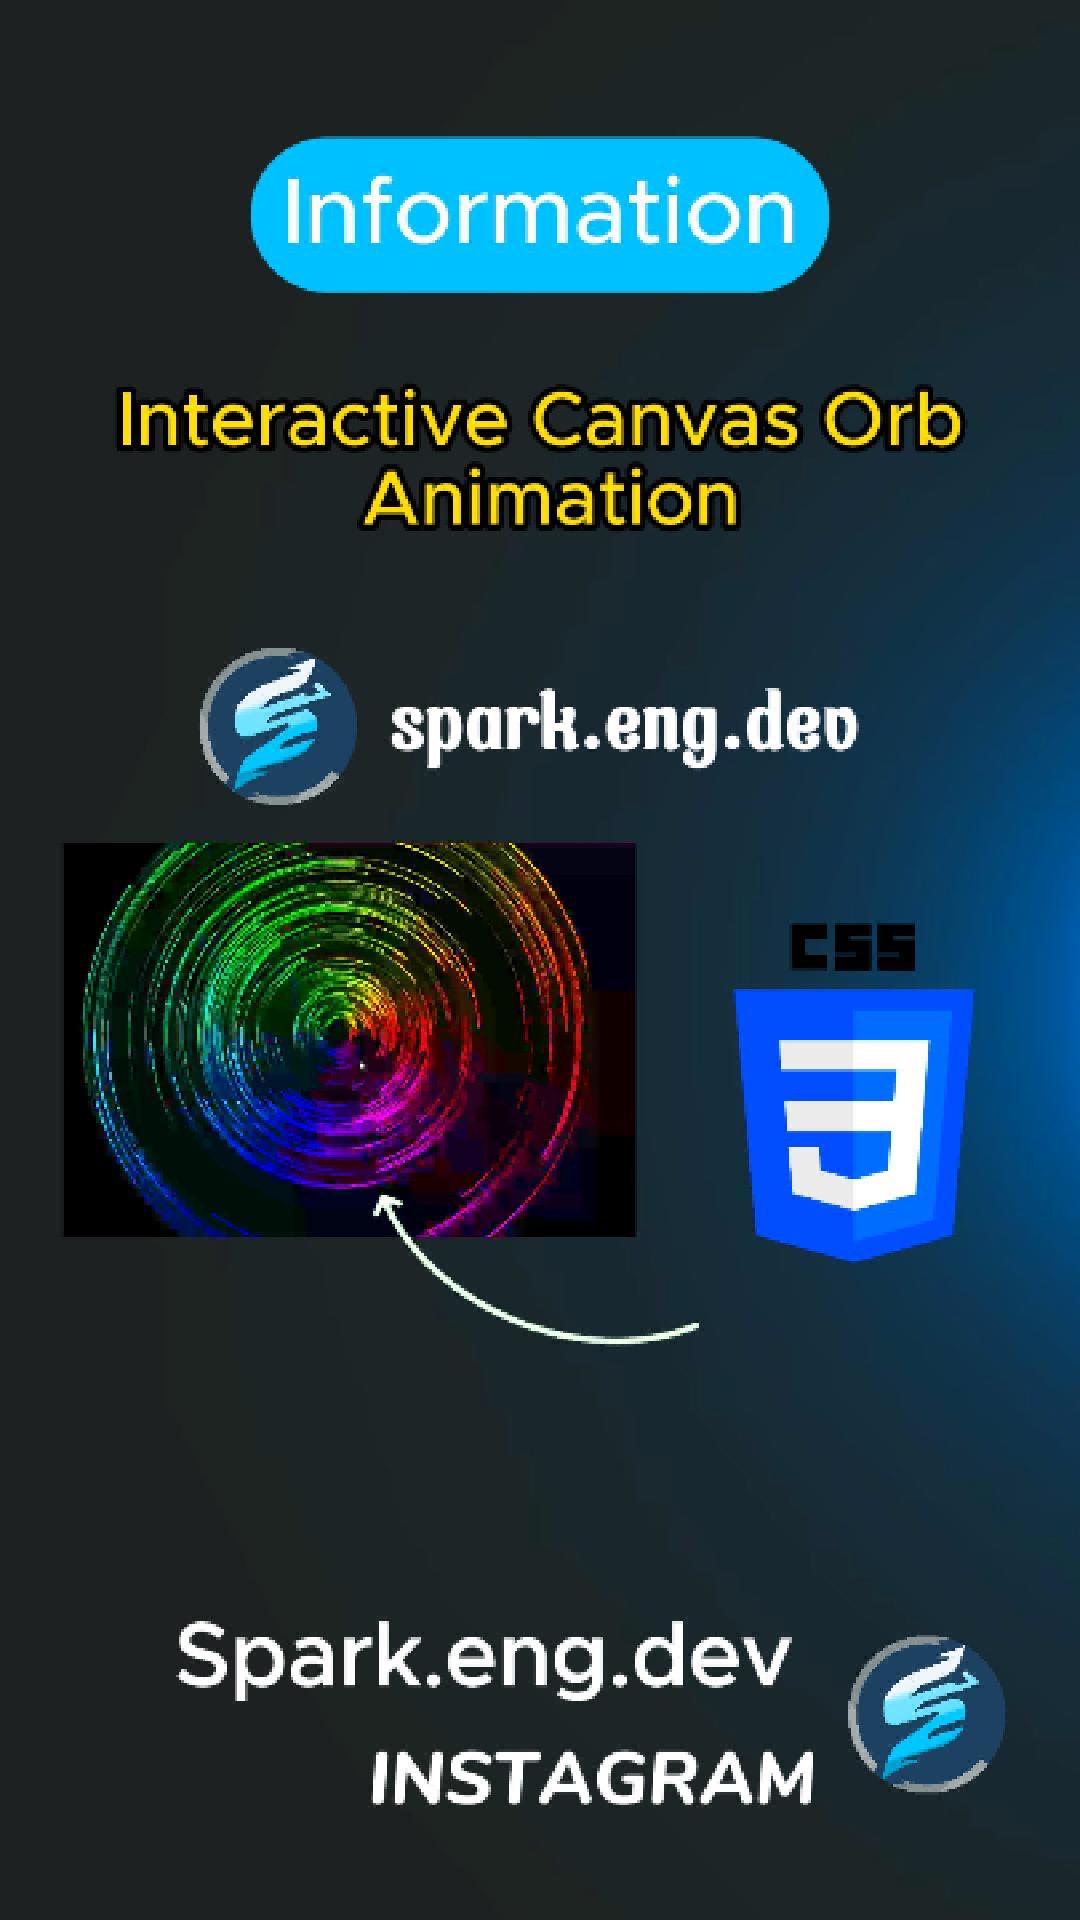 Information
Interactive Canvas Orb
Animation
spark.eng.dev
CSS
3
Spark.eng.dev
INSTAGRAM